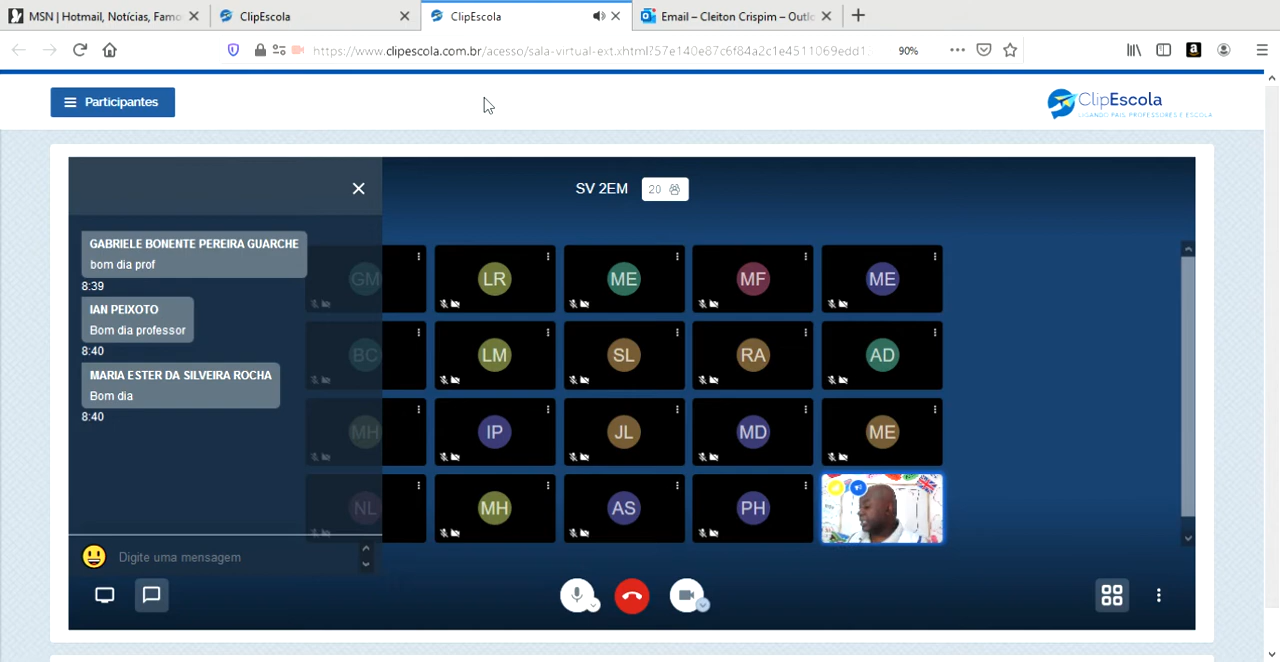 MSN | Hotmail, Notícias, Famo
ClipEscola
ClipEscola
Email – Cleiton Crispim – Outlo
https://www.clipescola.com.br/acesso/sala-virtual-ext.xhtml?57e140e87c6f84a2c1e4511069edd1
90%
Participantes
ClipEscola
LIGANDO PAIS, PROFESSORES E ESCOLA
SV 2EM 20
GABRIELE BONENTE PEREIRA GUARCHE
bom dia prof
8:39
IAN PEIXOTO
Bom dia professor
8:40
MARIA ESTER DA SILVEIRA ROCHA
Bom dia
8:40
GM LR ME MF ME
BC LM SL RA AD
MH IP JL MD ME
NL MH AS PH
Digite uma mensagem